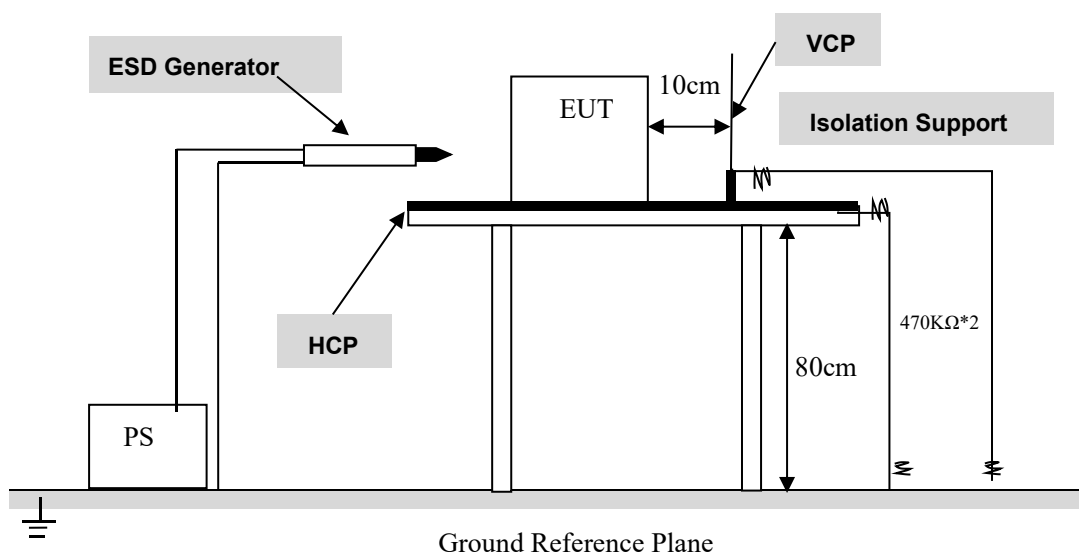 VCP
ESD Generator
10cm
EUT
Isolation Support
470KΩ*2
HCP
80cm
PS
Ground Reference Plane